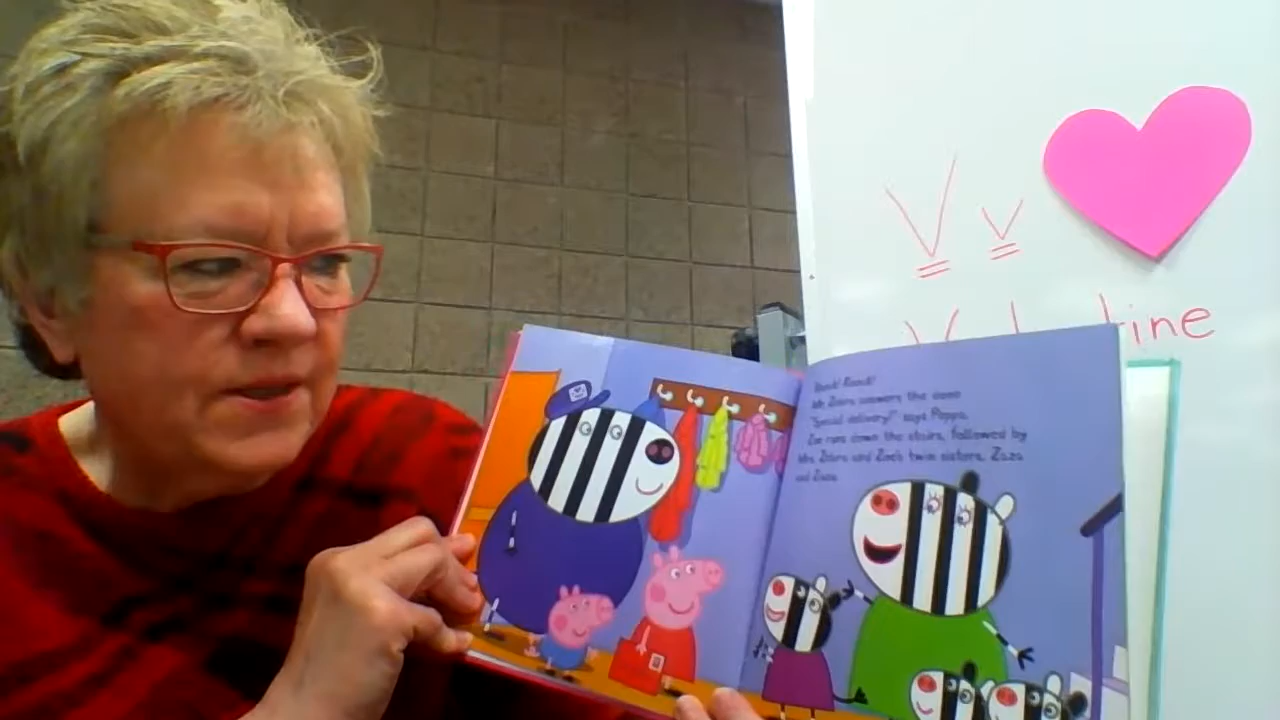 V v
tine
Knock! Knock!
Mr Zebra answers the door.
"Special delivery!" says Peppa.
Zoe runs down the stairs, followed by
Mrs Zebra and Zoe's twin sisters, Zaza
and Zuzu.